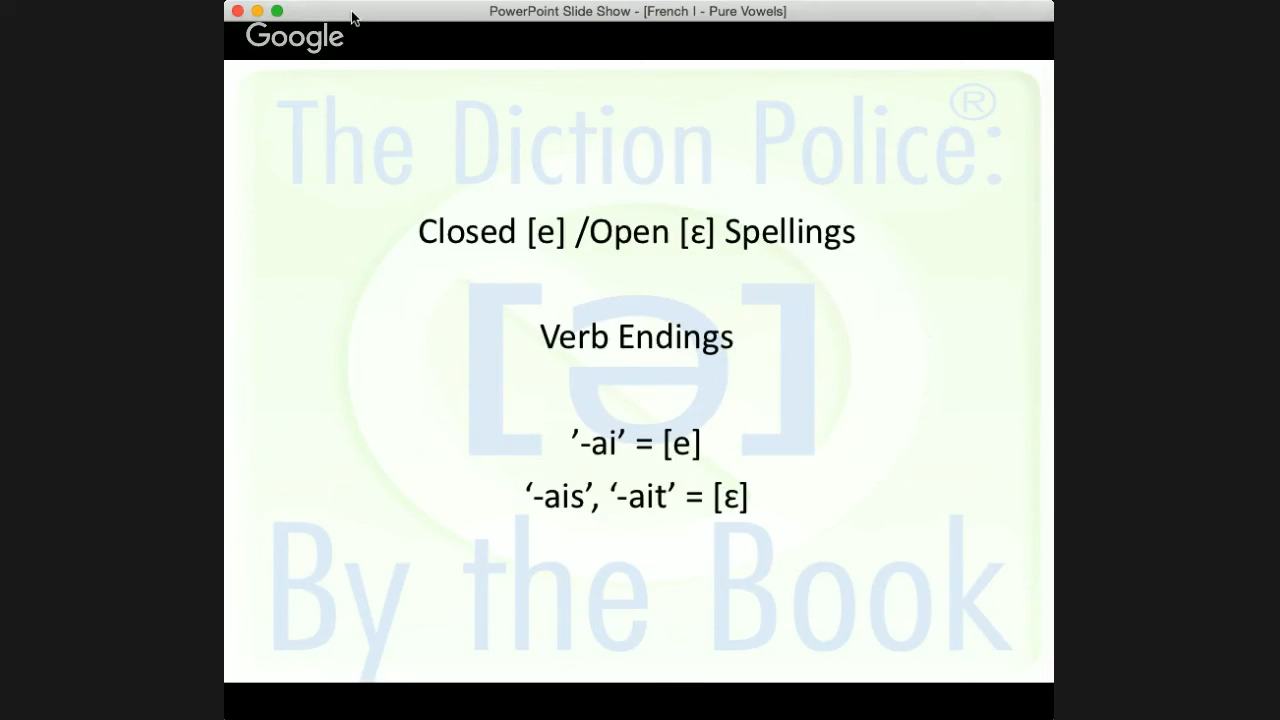 PowerPoint Slide Show - [French I - Pure Vowels]
Google
The Diction Police®:
Closed [e] /Open [ɛ] Spellings
[ə]
Verb Endings
’-ai’ = [e]
‘-ais’, ‘-ait’ = [ɛ]
By the Book